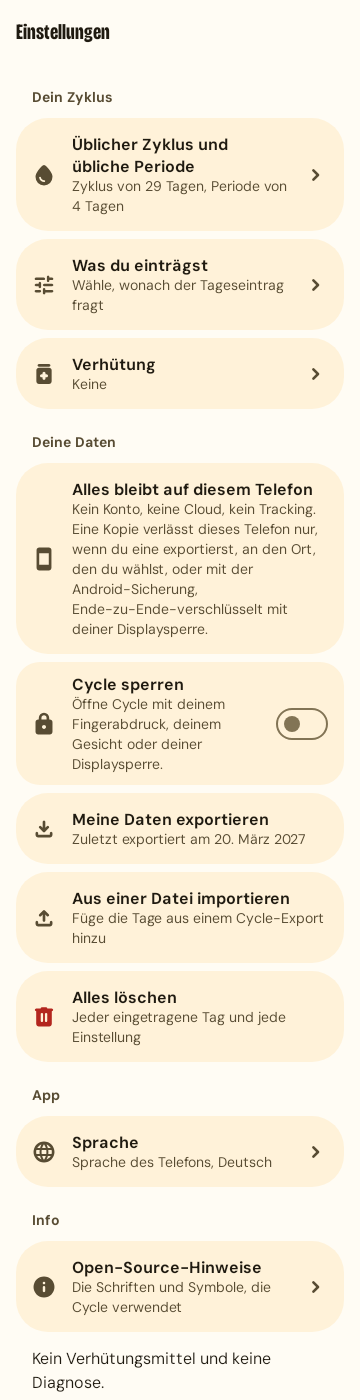 Einstellungen
Dein Zyklus
Üblicher Zyklus und
übliche Periode
Zyklus von 29 Tagen, Periode von
4 Tagen
Was du einträgst
Wähle, wonach der Tageseintrag
fragt
Verhütung
Keine
Deine Daten
Alles bleibt auf diesem Telefon
Kein Konto, keine Cloud, kein Tracking.
Eine Kopie verlässt dieses Telefon nur,
wenn du eine exportierst, an den Ort,
den du wählst, oder mit der
Android-Sicherung,
Ende-zu-Ende-verschlüsselt mit
deiner Displaysperre.
Cycle sperren
Öffne Cycle mit deinem
Fingerabdruck, deinem
Gesicht oder deiner
Displaysperre.
Meine Daten exportieren
Zuletzt exportiert am 20. März 2027
Aus einer Datei importieren
Füge die Tage aus einem Cycle-Export
hinzu
Alles löschen
Jeder eingetragene Tag und jede
Einstellung
App
Sprache
Sprache des Telefons, Deutsch
Info
Open-Source-Hinweise
Die Schriften und Symbole, die
Cycle verwendet
Kein Verhütungsmittel und keine
Diagnose.